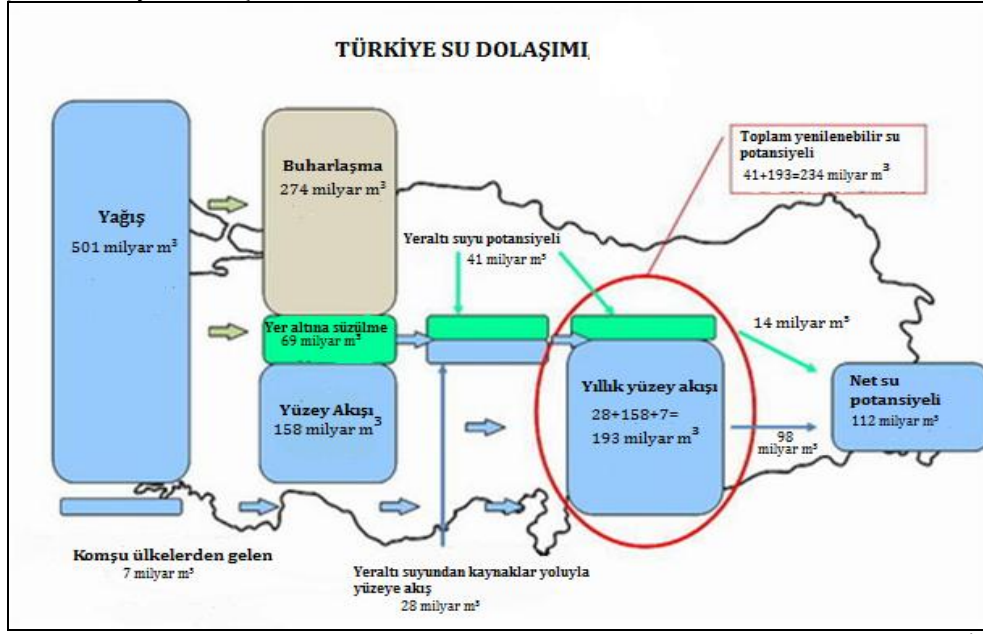 TÜRKİYE SU DOLAŞIMI,
Toplam yenilenebilir su
potansiyeli
41+193=234 milyar m³
Buharlaşma
274 milyar m³
Yağış
501 milyar m³
Yeraltı suyu potansiyeli
41 milyar m³
Yer altına süzülme
69 milyar m³
14 milyar m³
Yüzey Akışı
158 milyar m³
Yıllık yüzey akışı
28+158+7=
193 milyar m³
Net su
potansiyeli
112 milyar m³
98
milyar m³
Komşu ülkelerden gelen
7 milyar m³
Yeraltı suyundan kaynaklar yoluyla
yüzeye akış
28 milyar m³